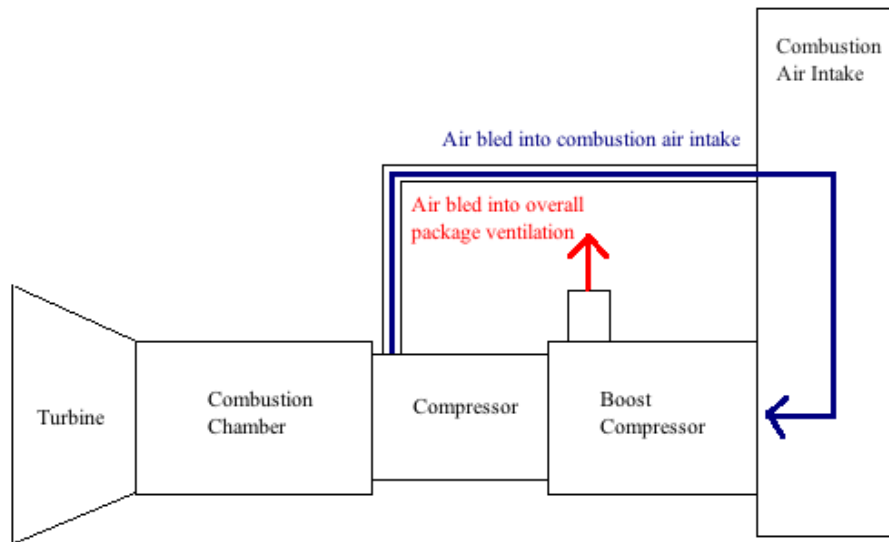 Combustion
Air Intake
Air bled into combustion air intake
Air bled into overall
package ventilation
Turbine
Combustion
Chamber
Compressor
Boost
Compressor